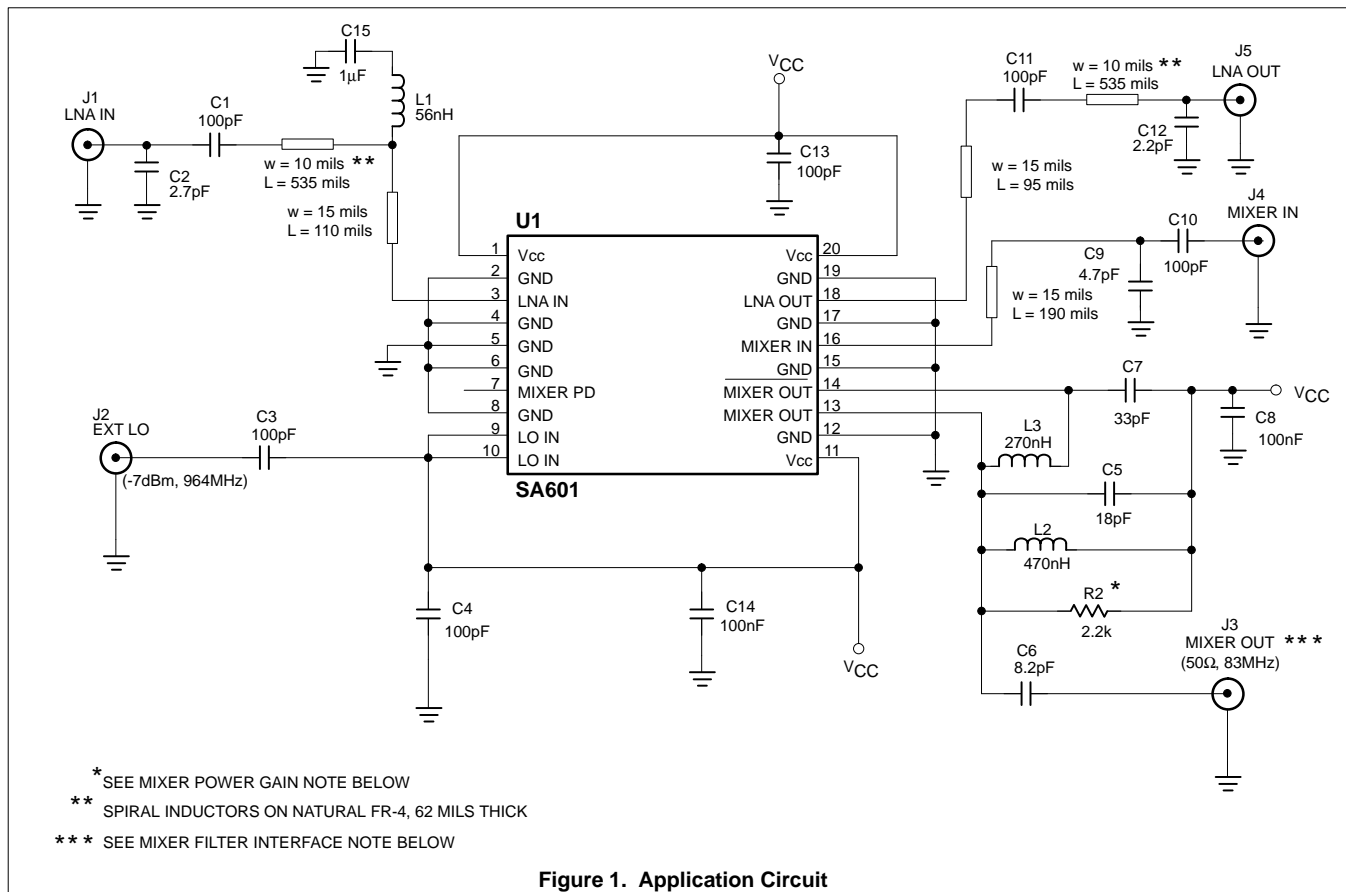 C15
1μF
L1
56nH
J1
LNA IN
C1
100pF
C2
2.7pF
w = 10 mils **
L = 535 mils
w = 15 mils
L = 110 mils
VCC
C13
100pF
C11
100pF
w = 10 mils **
L = 535 mils
J5
LNA OUT
C12
2.2pF
w = 15 mils
L = 95 mils
J4
MIXER IN
C10
100pF
C9
4.7pF
w = 15 mils
L = 190 mils
U1
1 Vcc
2 GND
3 LNA IN
4 GND
5 GND
6 GND
7 MIXER PD
8 GND
9 LO IN
10 LO IN
Vcc 20
GND 19
LNA OUT 18
GND 17
MIXER IN 16
GND 15
MIXER OUT 14
MIXER OUT 13
GND 12
Vcc 11
SA601
J2
EXT LO
(-7dBm, 964MHz)
C3
100pF
C4
100pF
C14
100nF
VCC
C7
33pF
VCC
C8
100nF
L3
270nH
C5
18pF
L2
470nH
R2 *
2.2k
C6
8.2pF
J3
MIXER OUT ***
(50Ω, 83MHz)
*SEE MIXER POWER GAIN NOTE BELOW
** SPIRAL INDUCTORS ON NATURAL FR-4, 62 MILS THICK
*** SEE MIXER FILTER INTERFACE NOTE BELOW
Figure 1. Application Circuit